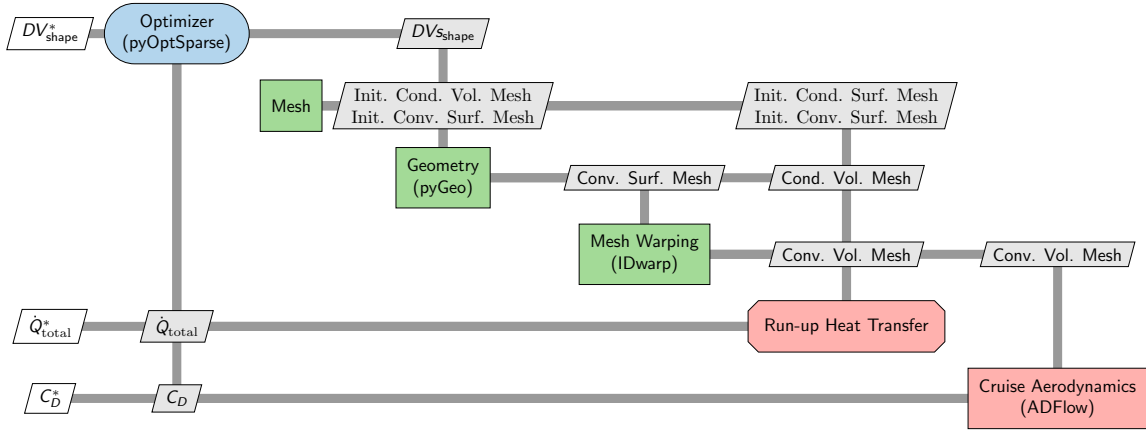 DV*shape
Optimizer
(pyOptSparse)
DVsshape
Mesh
Init. Cond. Vol. Mesh
Init. Conv. Surf. Mesh
Init. Cond. Surf. Mesh
Init. Conv. Surf. Mesh
Geometry
(pyGeo)
Conv. Surf. Mesh
Cond. Vol. Mesh
Mesh Warping
(IDwarp)
Conv. Vol. Mesh
Conv. Vol. Mesh
Q̇*total
Q̇total
Run-up Heat Transfer
C*D
CD
Cruise Aerodynamics
(ADFlow)